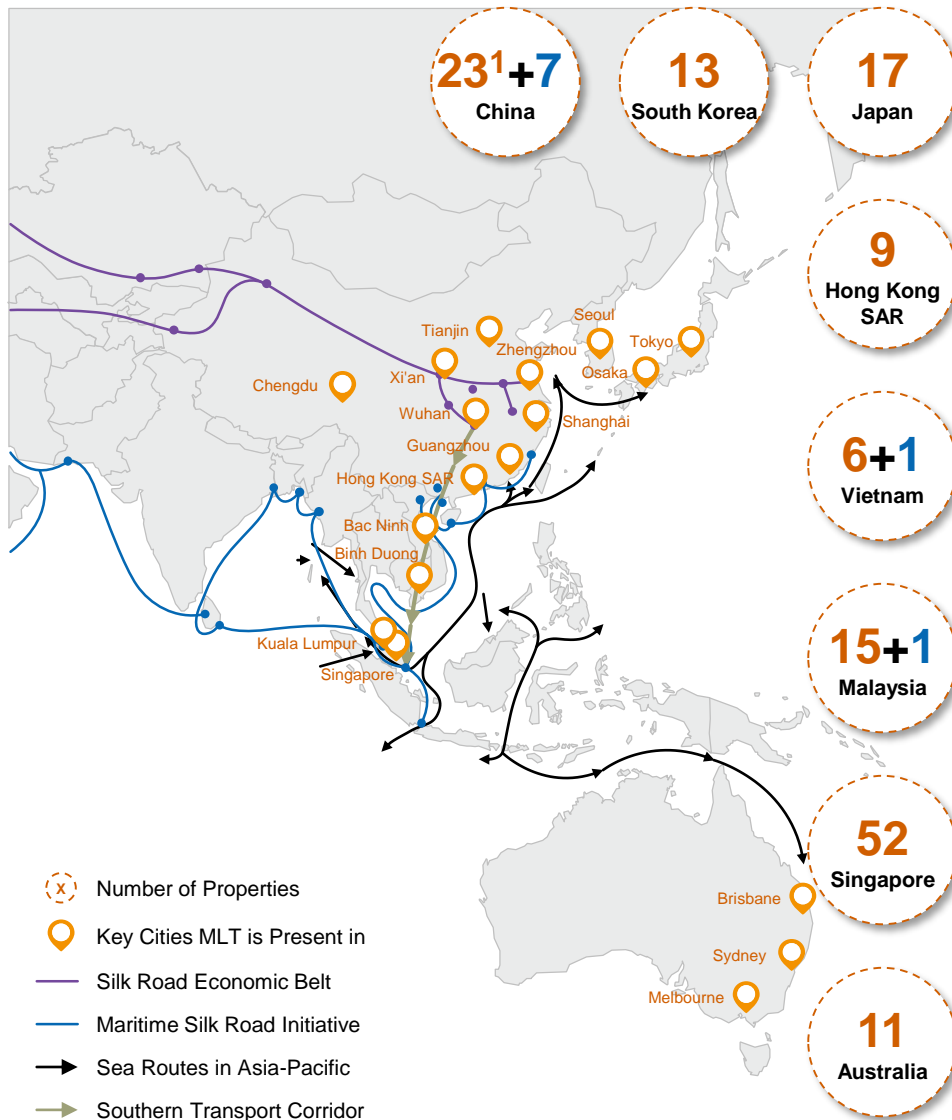 23¹+7
China
13
South Korea
17
Japan
9
Hong Kong
SAR
6+1
Vietnam
15+1
Malaysia
52
Singapore
11
Australia
Tianjin
Seoul
Tokyo
Zhengzhou
Osaka
Xi'an
Chengdu
Wuhan
Shanghai
Guangzhou
Hong Kong SAR
Bac Ninh
Binh Duong
Kuala Lumpur
Singapore
Brisbane
Sydney
Melbourne
X Number of Properties
Key Cities MLT is Present in
Silk Road Economic Belt
Maritime Silk Road Initiative
Sea Routes in Asia-Pacific
Southern Transport Corridor